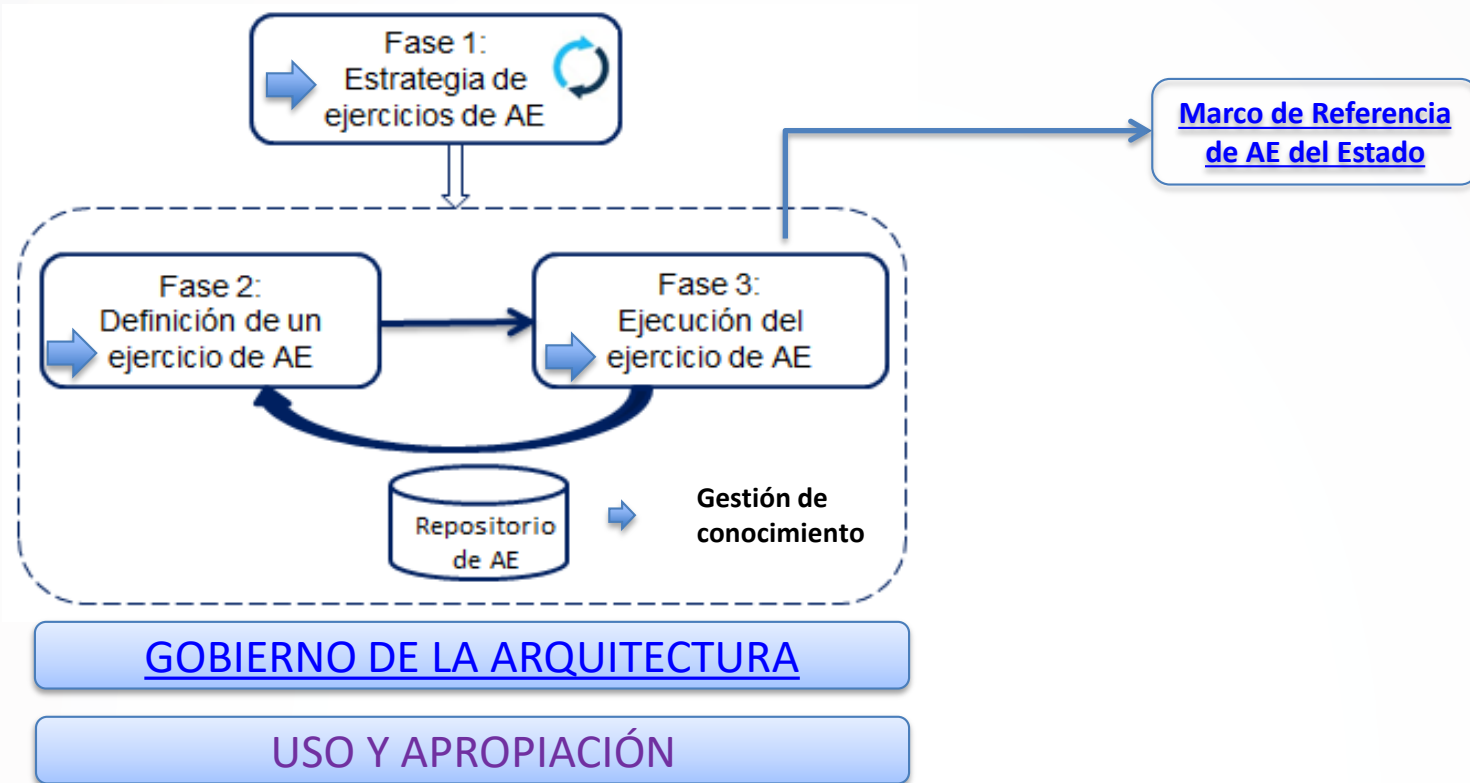 Fase 1:
Estrategia de
ejercicios de AE
Marco de Referencia
de AE del Estado
Fase 2:
Definición de un
ejercicio de AE
Fase 3:
Ejecución del
ejercicio de AE
Repositorio
de AE
Gestión de
conocimiento
GOBIERNO DE LA ARQUITECTURA
USO Y APROPIACIÓN